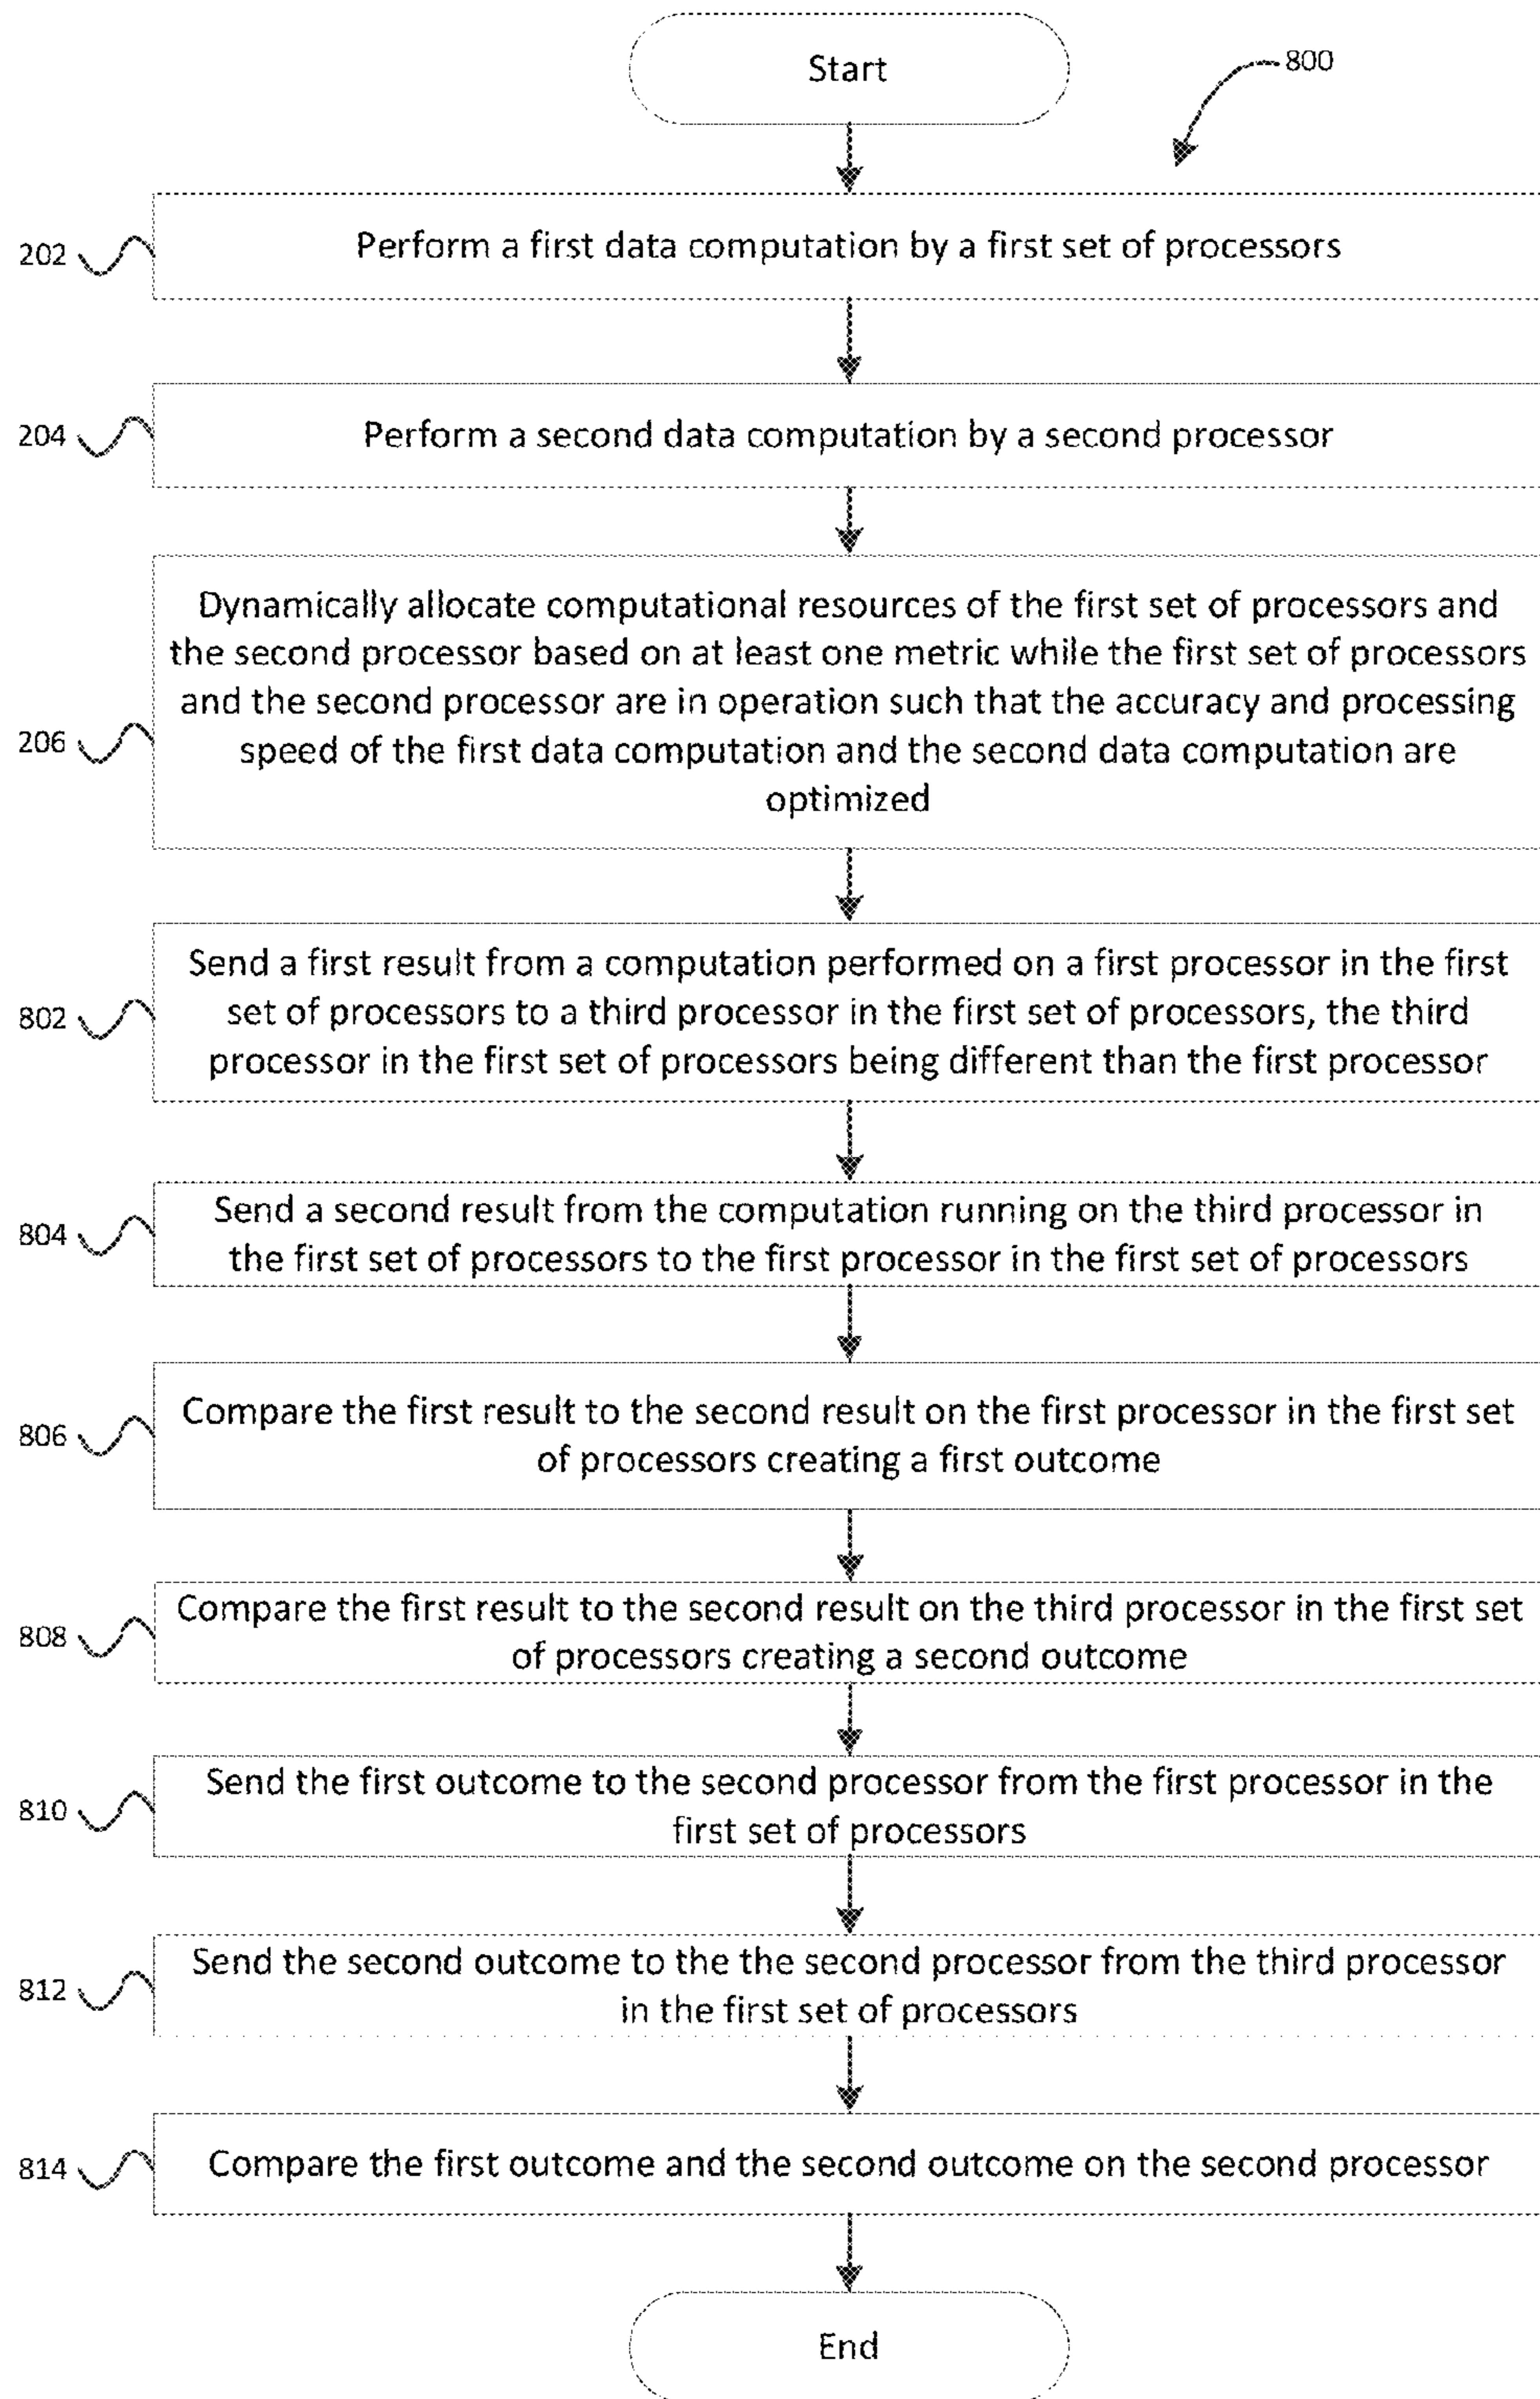 Start
800
202
Perform a first data computation by a first set of processors
204
Perform a second data computation by a second processor
206
Dynamically allocate computational resources of the first set of processors and
the second processor based on at least one metric while the first set of processors
and the second processor are in operation such that the accuracy and processing
speed of the first data computation and the second data computation are
optimized
802
Send a first result from a computation performed on a first processor in the first
set of processors to a third processor in the first set of processors, the third
processor in the first set of processors being different than the first processor
804
Send a second result from the computation running on the third processor in
the first set of processors to the first processor in the first set of processors
806
Compare the first result to the second result on the first processor in the first set
of processors creating a first outcome
808
Compare the first result to the second result on the third processor in the first set
of processors creating a second outcome
810
Send the first outcome to the second processor from the first processor in the
first set of processors
812
Send the second outcome to the the second processor from the third processor
in the first set of processors
814
Compare the first outcome and the second outcome on the second processor
End